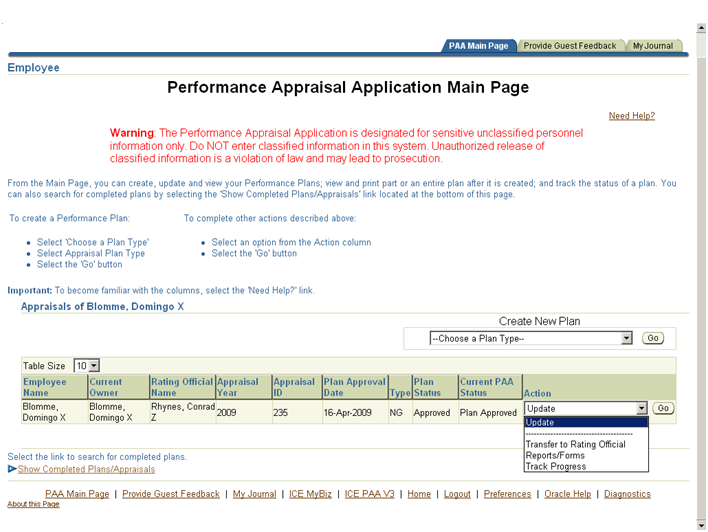 PAA Main Page Provide Guest Feedback My Journal
Employee
Performance Appraisal Application Main Page
Need Help?
Warning: The Performance Appraisal Application is designated for sensitive unclassified personnel
information only. Do NOT enter classified information in this system. Unauthorized release of
classified information is a violation of law and may lead to prosecution.
From the Main Page, you can create, update and view your Performance Plans; view and print part or an entire plan after it is created; and track the status of a plan. You
can also search for completed plans by selecting the 'Show Completed Plans/Appraisals' link located at the bottom of this page.
To create a Performance Plan: To complete other actions described above:
• Select 'Choose a Plan Type' • Select an option from the Action column
• Select Appraisal Plan Type • Select the 'Go' button
• Select the 'Go' button
Important: To become familiar with the columns, select the 'Need Help?' link.
Appraisals of Blomme, Domingo X
Create New Plan
--Choose a Plan Type-- Go
Table Size 10
Employee Current Rating Official Appraisal Appraisal Plan Approval Plan Current PAA
Name Owner Name Year ID Date Type Status Status Action
Blomme, Blomme, Rhynes, Conrad 2009 235 16-Apr-2009 NG Approved Plan Approved Update Go
Domingo X Domingo X Z
Update
----------------------------------------
Transfer to Rating Official
Reports/Forms
Track Progress
Select the link to search for completed plans.
Show Completed Plans/Appraisals
PAA Main Page | Provide Guest Feedback | My Journal | ICE MyBiz | ICE PAA V3 | Home | Logout | Preferences | Oracle Help | Diagnostics
About this Page